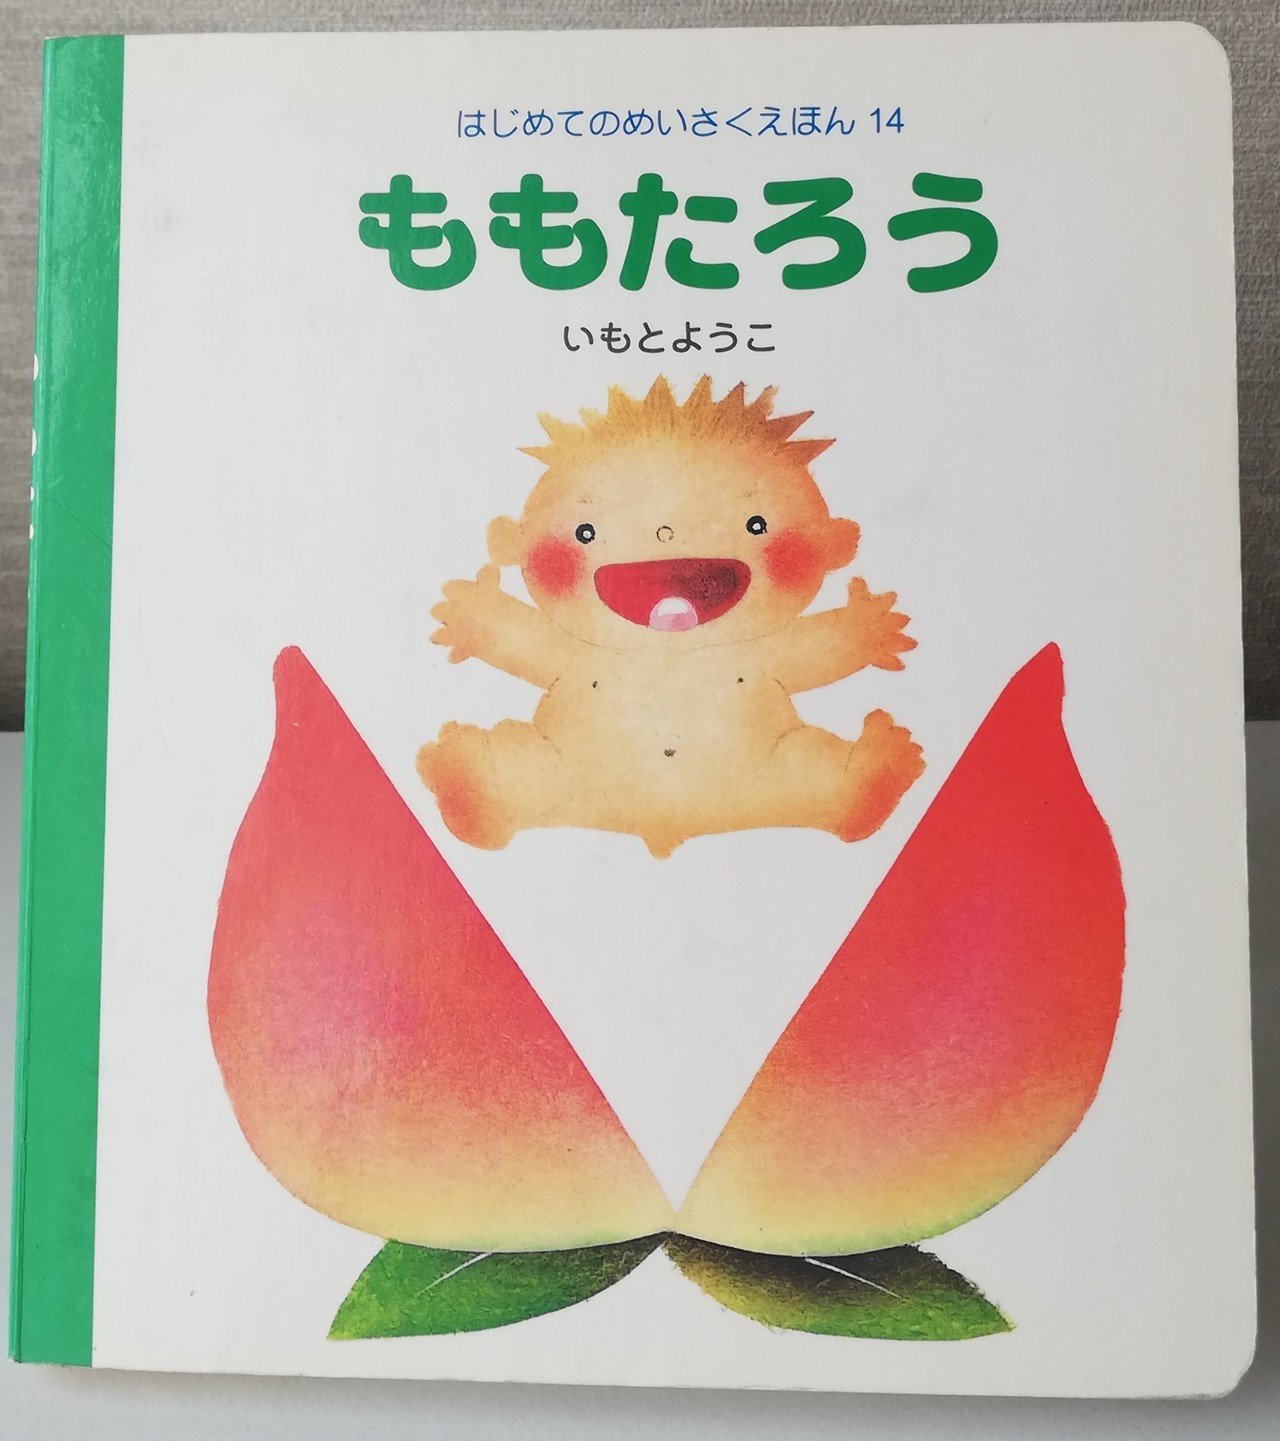 はじめてのめいさくえほん 14
ももたろう
いもとようこ